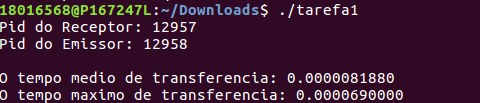 18016568@P167247L:~/Downloads$ ./tarefa1
Pid do Receptor: 12957
Pid do Emissor: 12958
O tempo medio de transferencia: 0.0000081880
O tempo maximo de transferencia: 0.0000690000